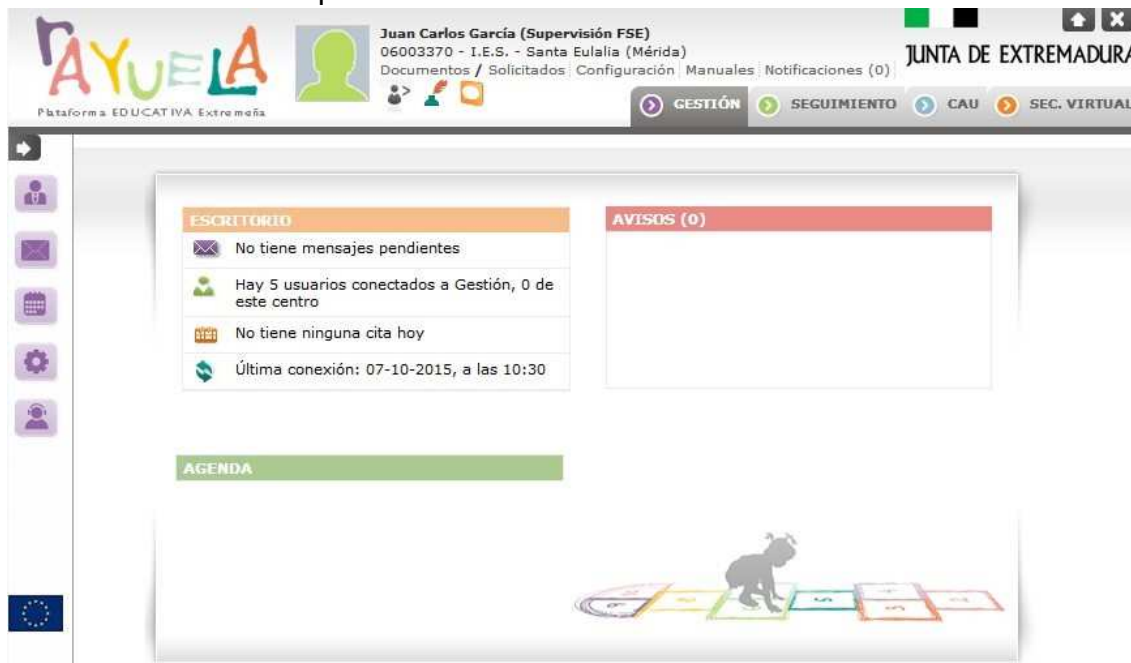 rAYUELA
Plataforma EDUCATIVA Extremeña
Juan Carlos García (Supervisión FSE)
06003370 - I.E.S. - Santa Eulalia (Mérida)
Documentos / Solicitados Configuración Manuales Notificaciones (0)
JUNTA DE EXTREMADURA
GESTIÓN SEGUIMIENTO CAU SEC. VIRTUAL
ESCRITORIO
No tiene mensajes pendientes
Hay 5 usuarios conectados a Gestión, 0 de
este centro
No tiene ninguna cita hoy
Última conexión: 07-10-2015, a las 10:30
AVISOS (0)
AGENDA